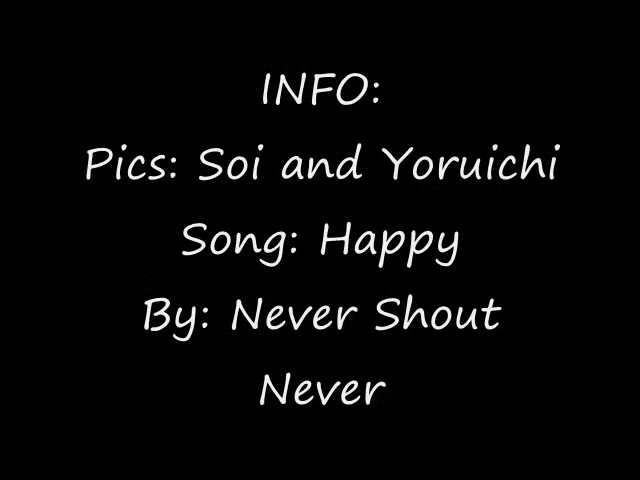 INFO:
Pics: Soi and Yoruichi
Song: Happy
By: Never Shout
Never